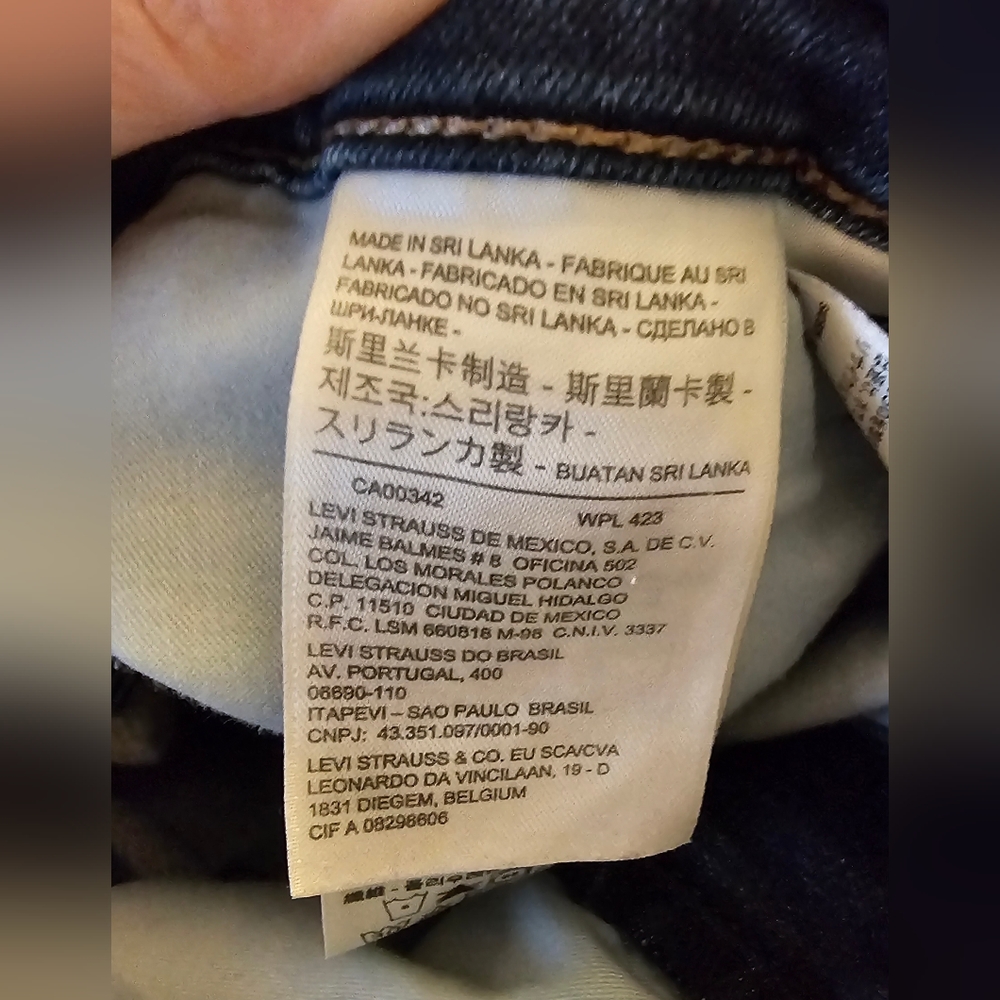 MADE IN SRI LANKA - FABRIQUE AU SRI
LANKA - FABRICADO EN SRI LANKA -
FABRICADO NO SRI LANKA - СДЕЛАНО В
ШРИ-ЛАНКЕ -
斯里兰卡制造 - 斯里蘭卡製 -
제조국:스리랑카 -
スリランカ製 - BUATAN SRI LANKA
CA00342 WPL 423
LEVI STRAUSS DE MEXICO, S.A. DE C.V.
JAIME BALMES # 8 OFICINA 502
COL. LOS MORALES POLANCO
DELEGACION MIGUEL HIDALGO
C.P. 11510 CIUDAD DE MEXICO
R.F.C. LSM 660818 M-98 C.N.I.V. 3337
LEVI STRAUSS DO BRASIL
AV. PORTUGAL, 400
06690-110
ITAPEVI – SAO PAULO BRASIL
CNPJ: 43.351.097/0001-90
LEVI STRAUSS & CO. EU SCA/CVA
LEONARDO DA VINCILAAN, 19 - D
1831 DIEGEM, BELGIUM
CIF A 08298606